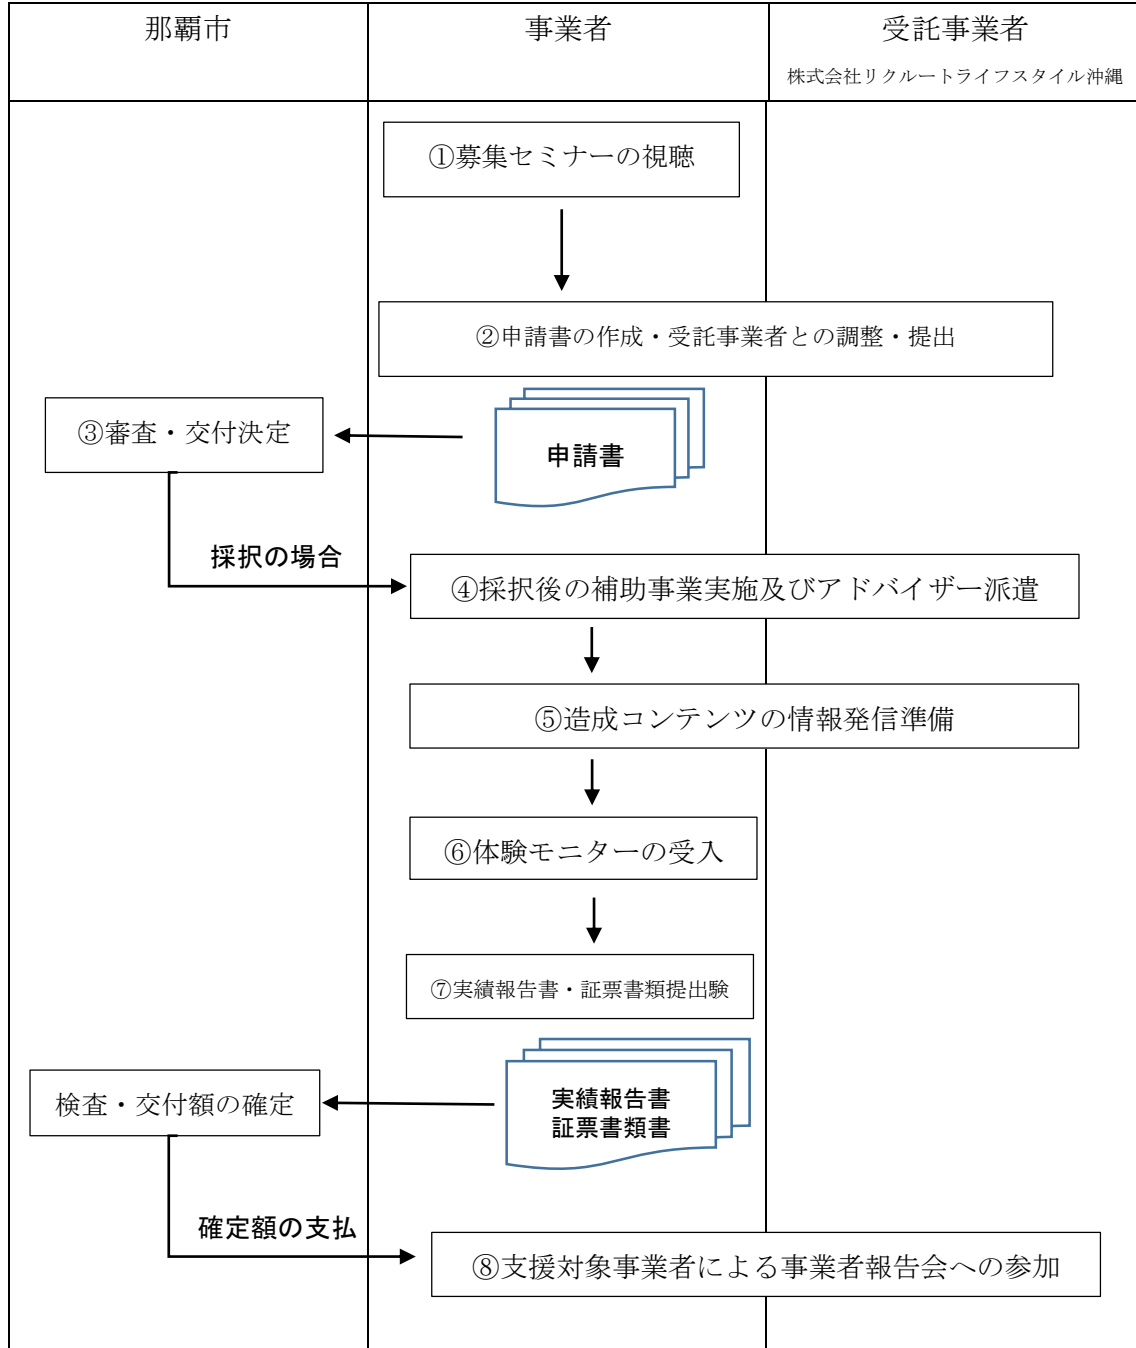 那覇市
事業者
受託事業者
株式会社リクルートライフスタイル沖縄
①募集セミナーの視聴
②申請書の作成・受託事業者との調整・提出
③審査・交付決定
申請書
採択の場合
④採択後の補助事業実施及びアドバイザー派遣
⑤造成コンテンツの情報発信準備
⑥体験モニターの受入
⑦実績報告書・証票書類提出験
検査・交付額の確定
実績報告書
証票書類書
確定額の支払
⑧支援対象事業者による事業者報告会への参加